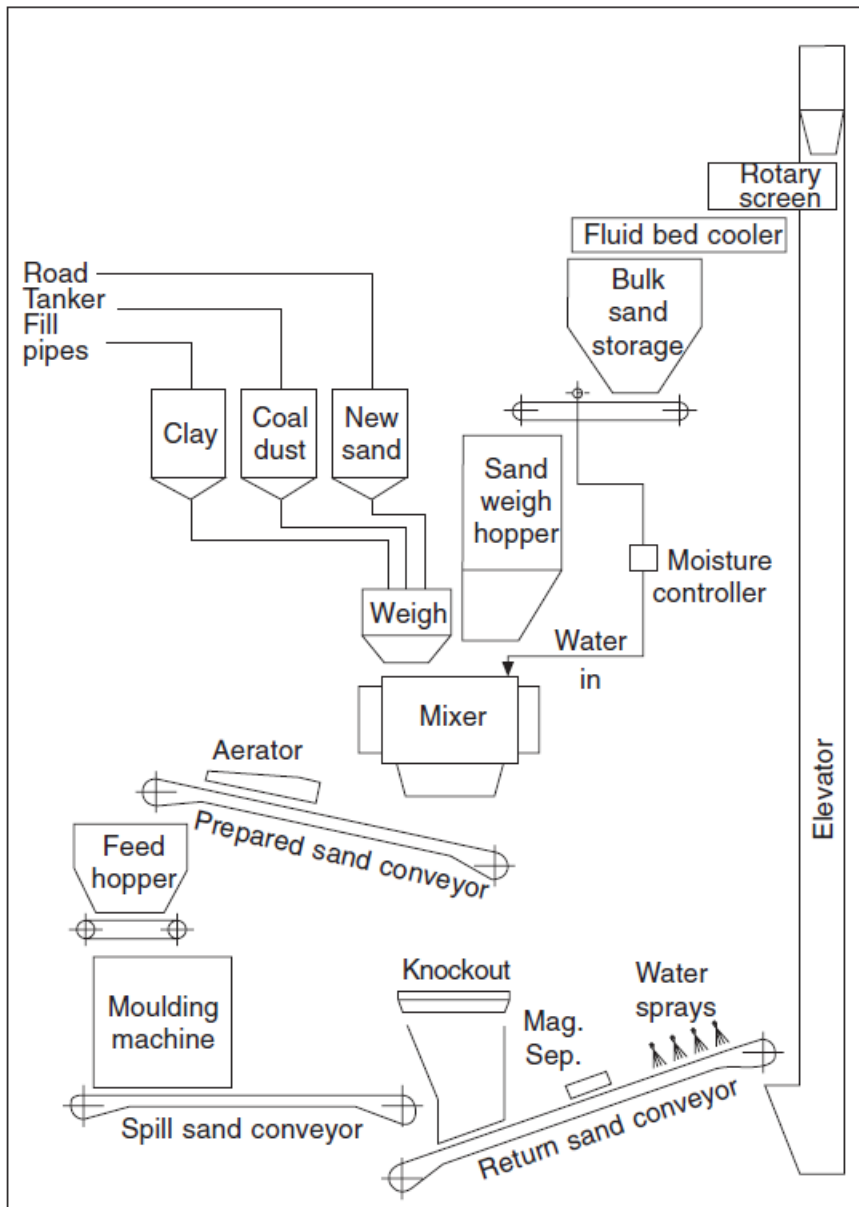 Rotary
screen
Fluid bed cooler
Bulk
sand
storage
Road
Tanker
Fill
pipes
Clay
Coal
dust
New
sand
Sand
weigh
hopper
Moisture
controller
Weigh
Water
in
Mixer
Elevator
Aerator
Prepared sand conveyor
Feed
hopper
Moulding
machine
Spill sand conveyor
Knockout
Mag.
Sep.
Water
sprays
Return sand conveyor